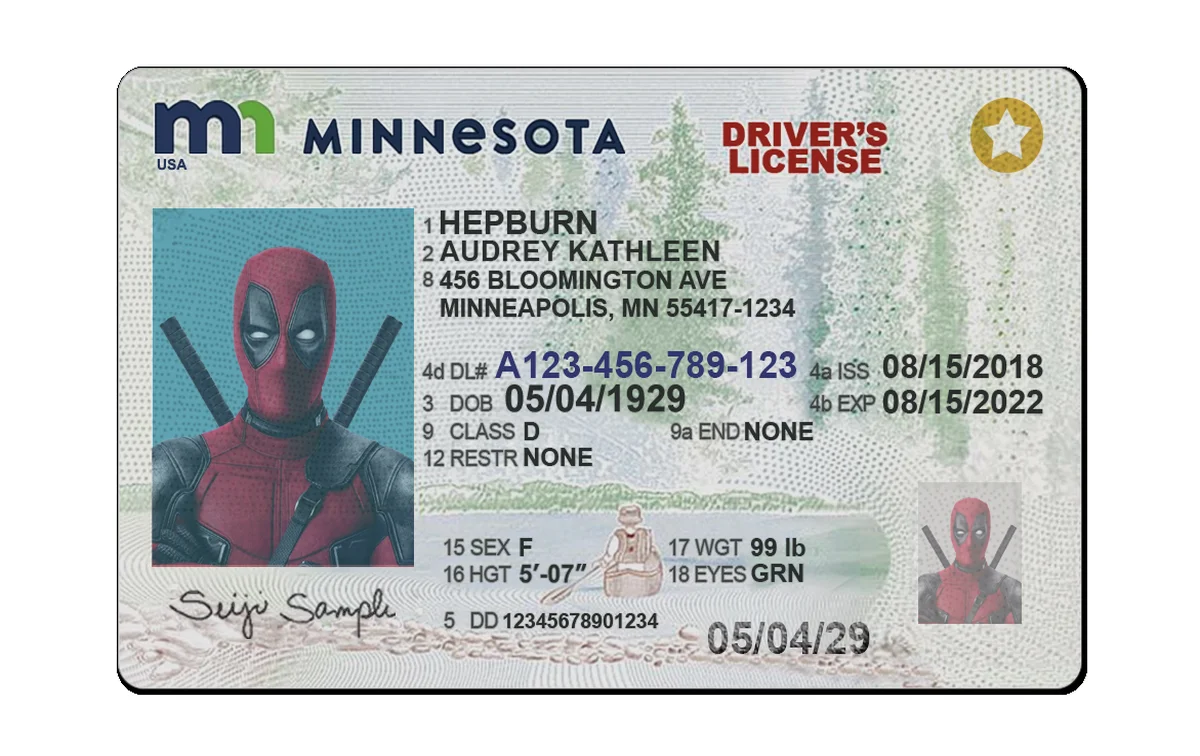 mn MINNESOTA
USA
DRIVER'S
LICENSE
1 HEPBURN
2 AUDREY KATHLEEN
8 456 BLOOMINGTON AVE
MINNEAPOLIS, MN 55417-1234
4d DL# A123-456-789-123 4a ISS 08/15/2018
3 DOB 05/04/1929 4b EXP 08/15/2022
9 CLASS D 9a END NONE
12 RESTR NONE
15 SEX F 17 WGT 99 lb
16 HGT 5'-07" 18 EYES GRN
Seiji Sample
5 DD 12345678901234
05/04/29